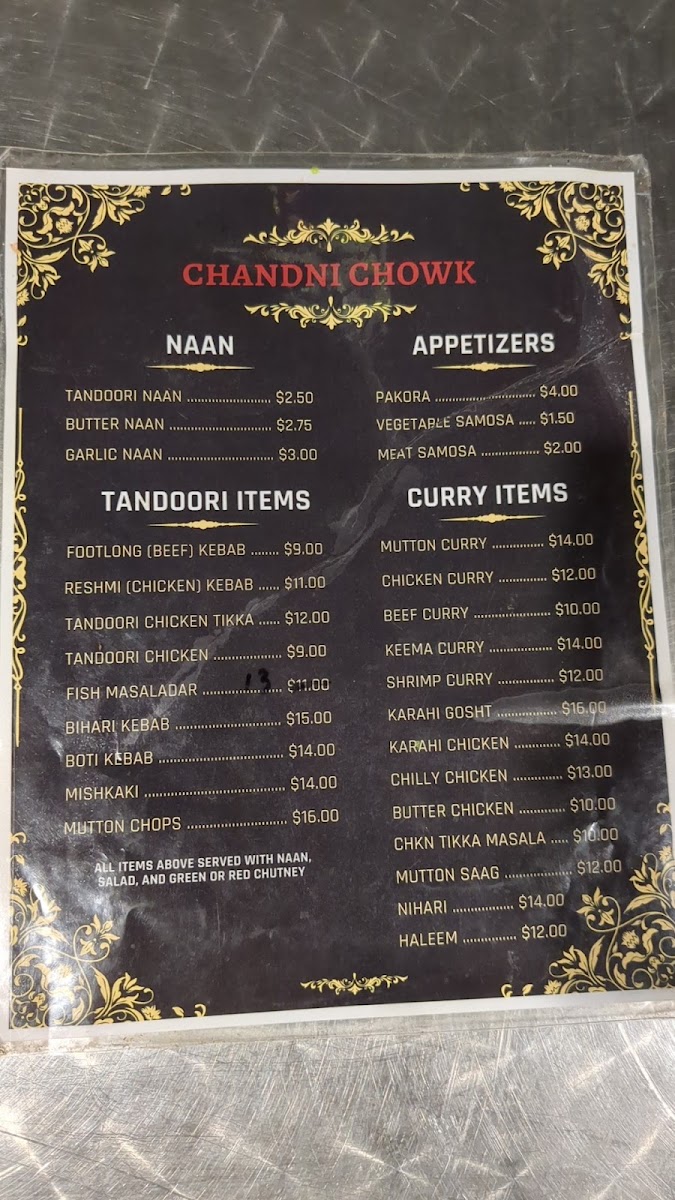 CHANDNI CHOWK
NAAN
TANDOORI NAAN ........................ $2.50
BUTTER NAAN .............................. $2.75
GARLIC NAAN ............................... $3.00
TANDOORI ITEMS
FOOTLONG (BEEF) KEBAB ........ $9.00
RESHMI (CHICKEN) KEBAB ...... $11.00
TANDOORI CHICKEN TIKKA ...... $12.00
TANDOORI CHICKEN .................... $9.00
FISH MASALADAR ........................ 13 $11.00
BIHARI KEBAB ................................ $15.00
BOTI KEBAB ..................................... $14.00
MISHKAKI .......................................... $14.00
MUTTON CHOPS ............................. $16.00
ALL ITEMS ABOVE SERVED WITH NAAN,
SALAD, AND GREEN OR RED CHUTNEY
APPETIZERS
PAKORA ............................. $4.00
VEGETABLE SAMOSA ..... $1.50
MEAT SAMOSA ................. $2.00
CURRY ITEMS
MUTTON CURRY ............... $14.00
CHICKEN CURRY .............. $12.00
BEEF CURRY ...................... $10.00
KEEMA CURRY .................... $14.00
SHRIMP CURRY .................. $12.00
KARAHI GOSHT ................. $16.00
KARAHI CHICKEN ............. $14.00
CHILLY CHICKEN .............. $13.00
BUTTER CHICKEN ............. $10.00
CHKN TIKKA MASALA ..... $10.00
MUTTON SAAG ................... $12.00
NIHARI ................. $14.00
HALEEM ............... $12.00